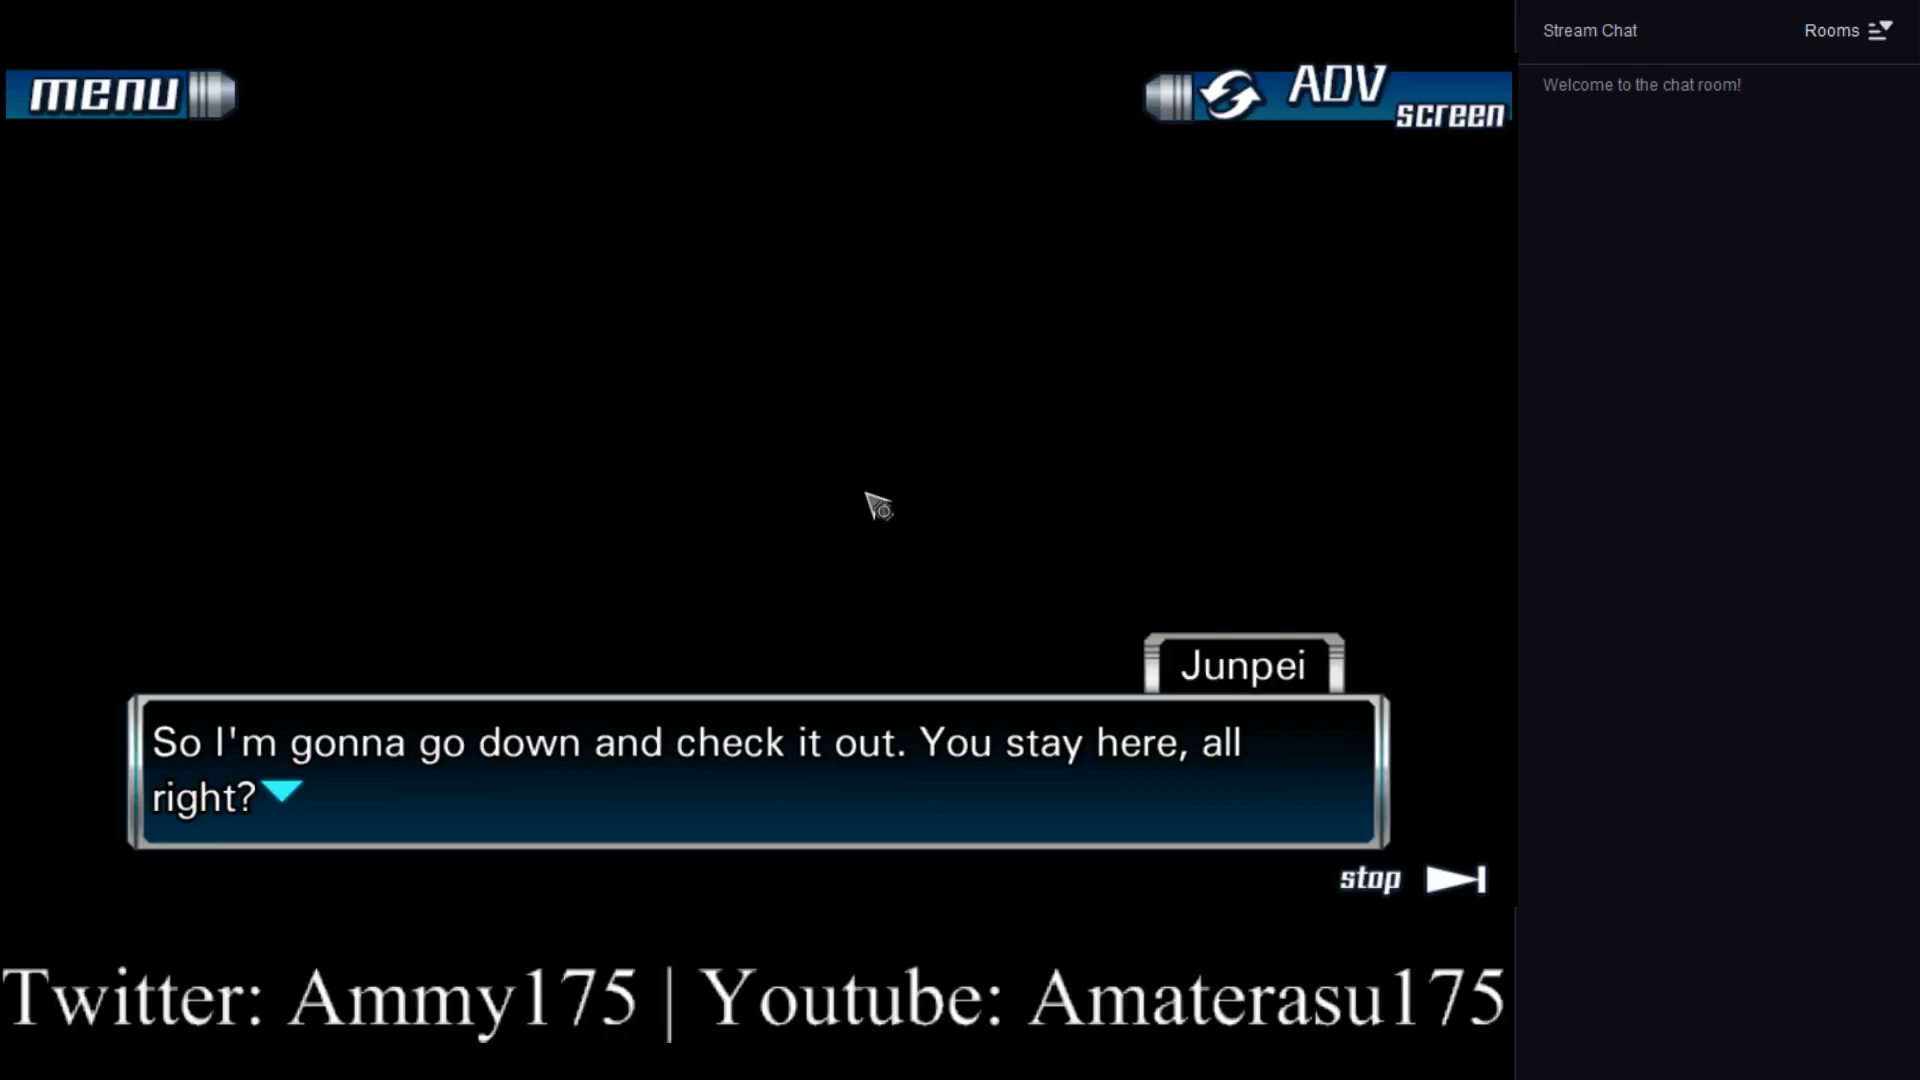 Stream Chat
Rooms
Welcome to the chat room!
menu
ADV
screen
Junpei
So I'm gonna go down and check it out. You stay here, all
right?
stop
Twitter: Ammy175 | Youtube: Amaterasu175